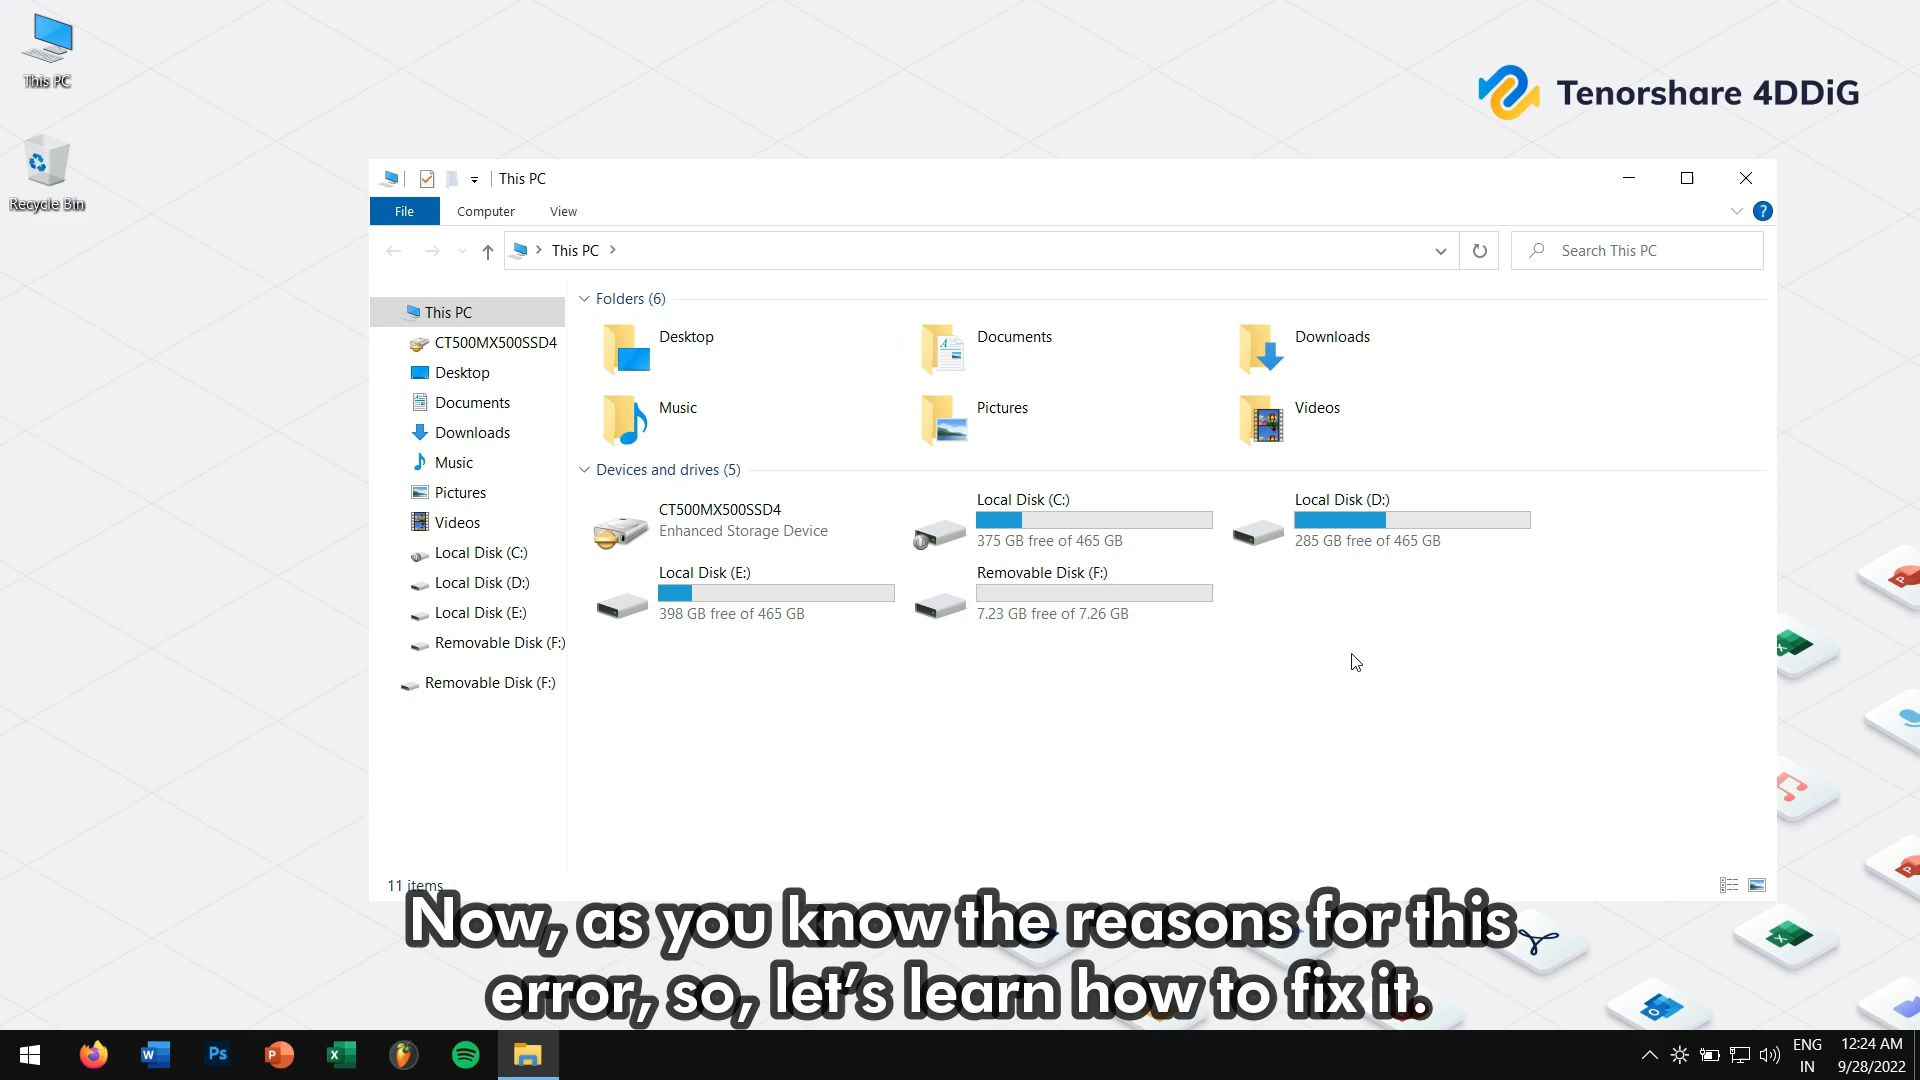 This PC
Recycle Bin
Tenorshare 4DDiG
This PC
File
Computer
View
?
This PC
Search This PC
This PC
CT500MX500SSD4
Desktop
Documents
Downloads
Music
Pictures
Videos
Local Disk (C:)
Local Disk (D:)
Local Disk (E:)
Removable Disk (F:)
Removable Disk (F:)
Folders (6)
Desktop
Documents
Downloads
Music
Pictures
Videos
Devices and drives (5)
CT500MX500SSD4
Enhanced Storage Device
Local Disk (C:)
375 GB free of 465 GB
Local Disk (D:)
285 GB free of 465 GB
Local Disk (E:)
398 GB free of 465 GB
Removable Disk (F:)
7.23 GB free of 7.26 GB
11 items
Now, as you know the reasons for this
error, so, let's learn how to fix it.
ENG
IN
12:24 AM
9/28/2022